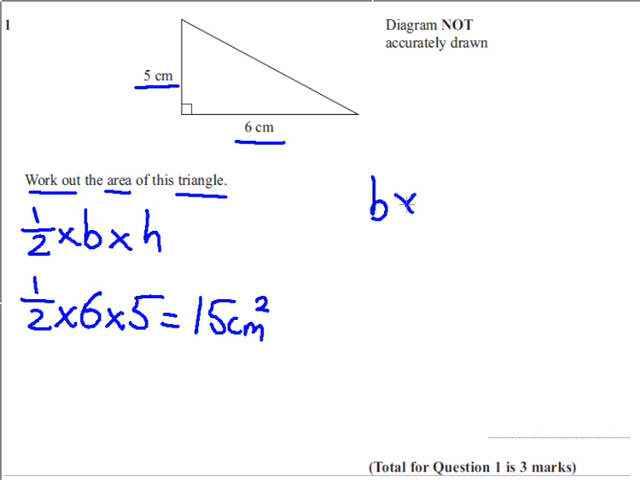 1
Diagram NOT
accurately drawn
5 cm
6 cm
Work out the area of this triangle.
1/2 × b × h
b ×
1/2 × 6 × 5 = 15cm²
(Total for Question 1 is 3 marks)